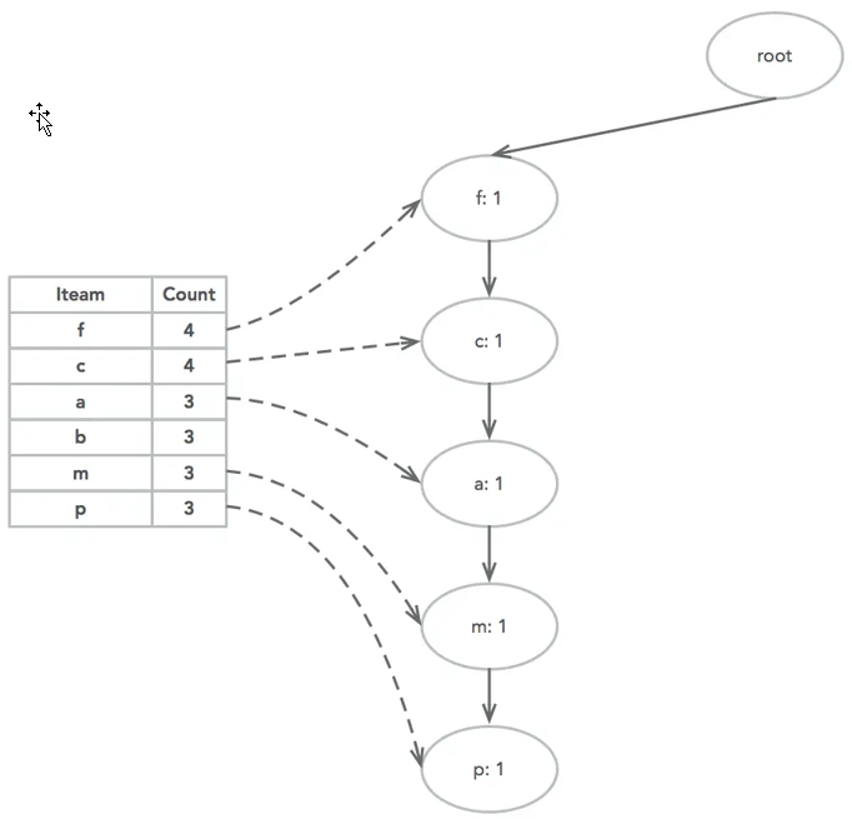 root
f: 1
Iteam Count
f 4
c 4
c: 1
a 3
b 3
m 3
a: 1
p 3
m: 1
p: 1